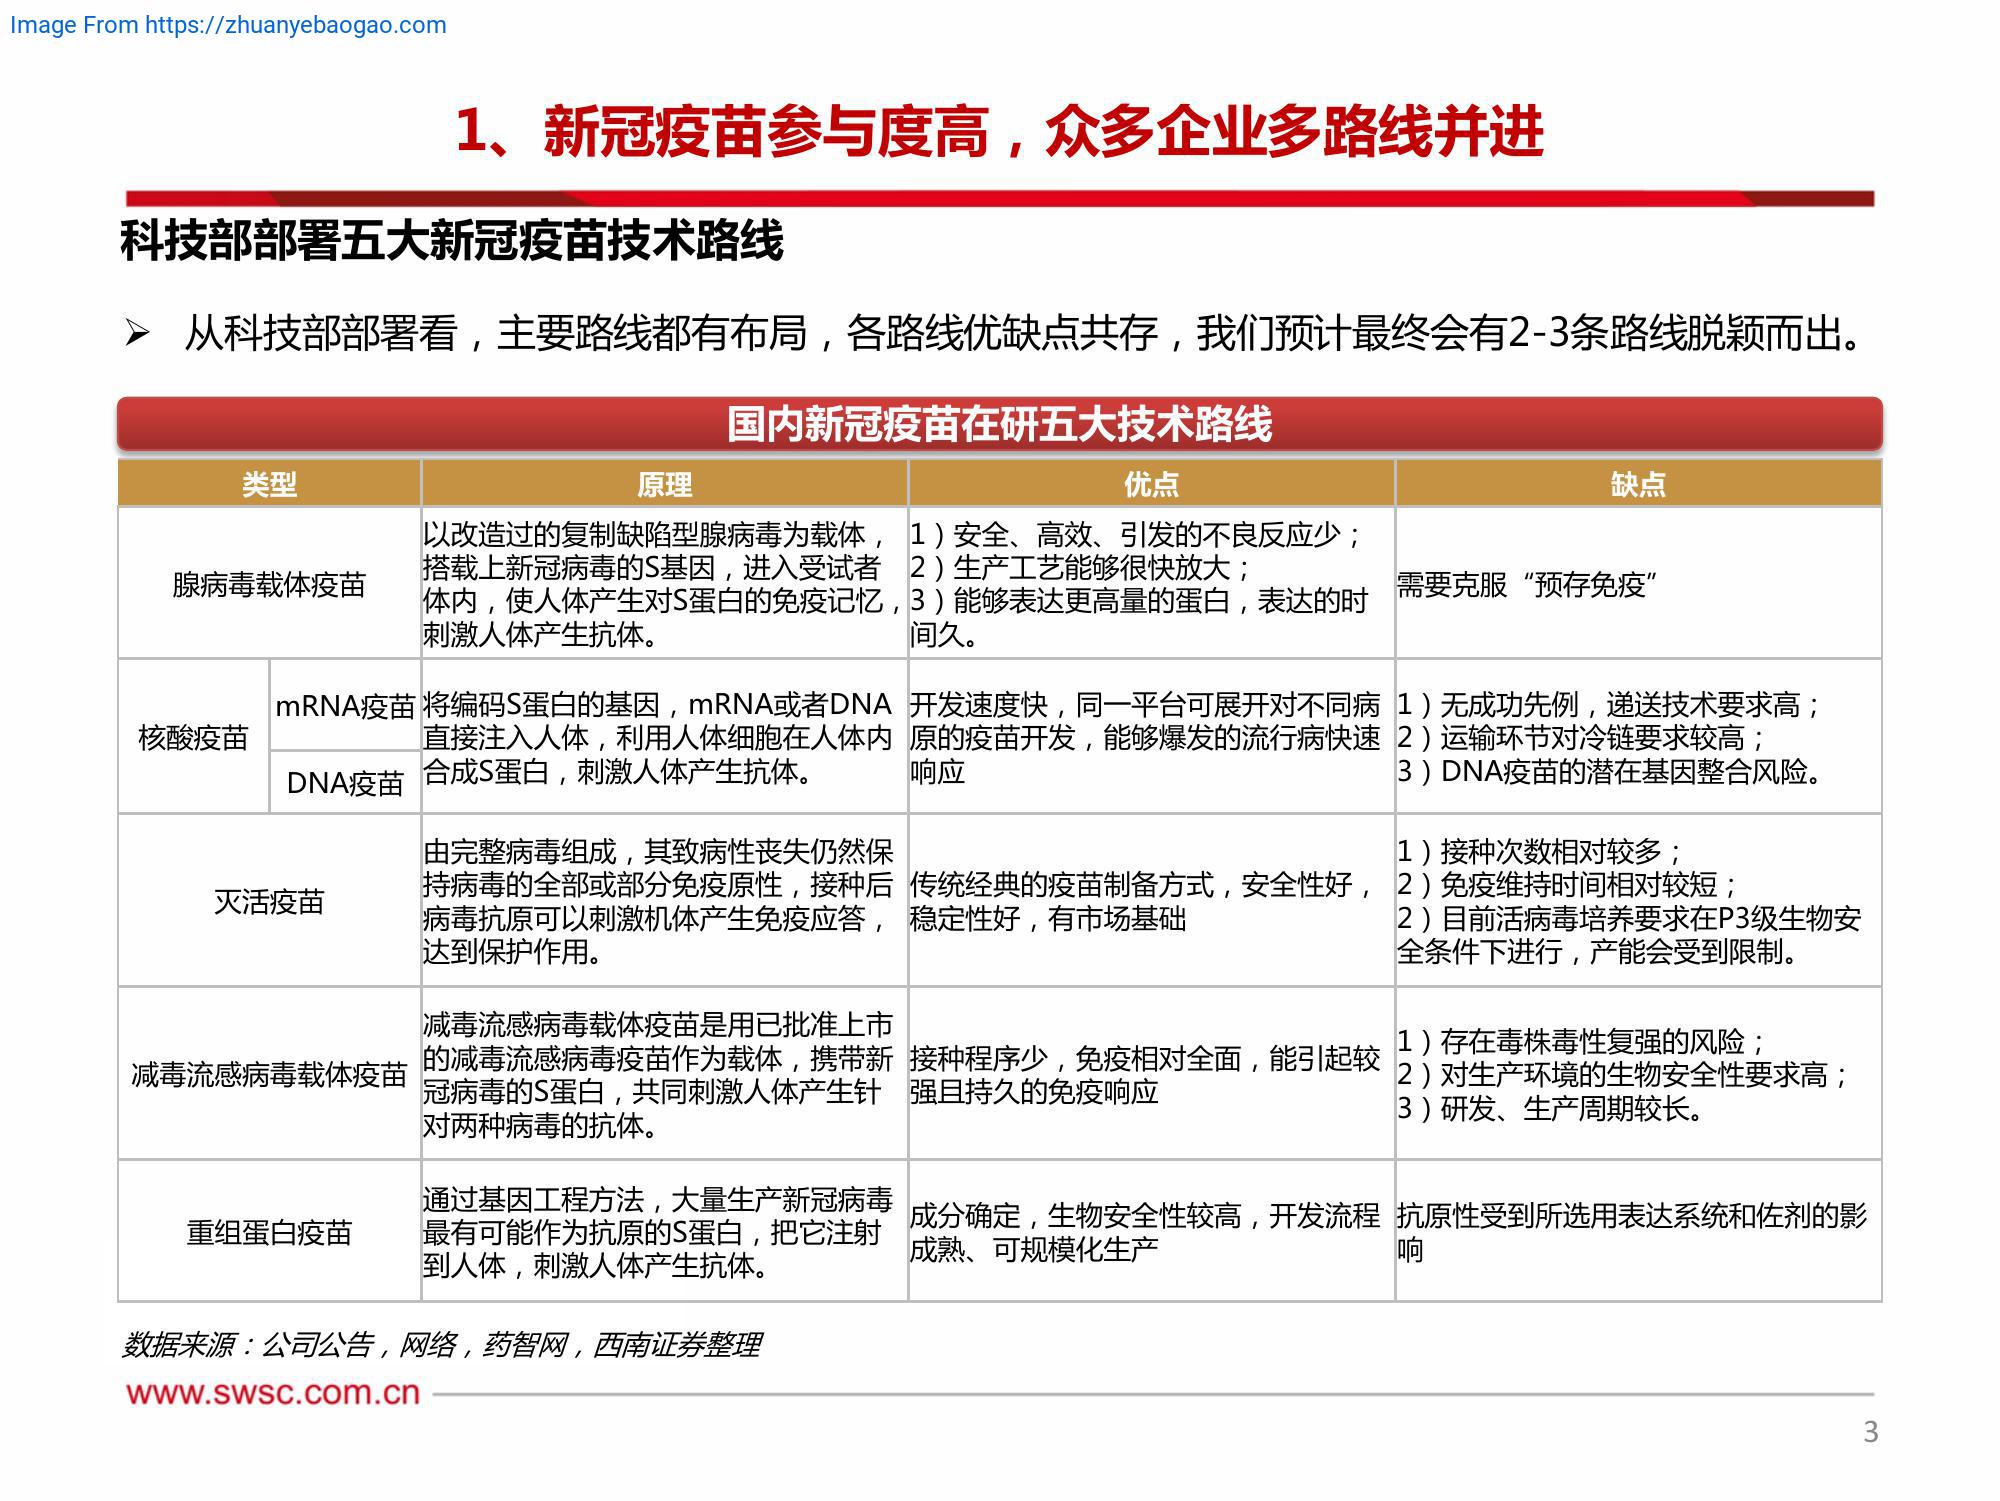 Image From https://zhuanyebaogao.com
1、新冠疫苗参与度高，众多企业多路线并进
科技部部署五大新冠疫苗技术路线
➢ 从科技部部署看，主要路线都有布局，各路线优缺点共存，我们预计最终会有2-3条路线脱颖而出。
国内新冠疫苗在研五大技术路线
类型 原理 优点 缺点
腺病毒载体疫苗
以改造过的复制缺陷型腺病毒为载体，
搭载上新冠病毒的S基因，进入受试者
体内，使人体产生对S蛋白的免疫记忆，
刺激人体产生抗体。
1）安全、高效、引发的不良反应少；
2）生产工艺能够很快放大；
3）能够表达更高量的蛋白，表达的时
间久。
需要克服“预存免疫”
核酸疫苗
mRNA疫苗
DNA疫苗
将编码S蛋白的基因，mRNA或者DNA
直接注入人体，利用人体细胞在人体内
合成S蛋白，刺激人体产生抗体。
开发速度快，同一平台可展开对不同病
原的疫苗开发，能够爆发的流行病快速
响应
1）无成功先例，递送技术要求高；
2）运输环节对冷链要求较高；
3）DNA疫苗的潜在基因整合风险。
灭活疫苗
由完整病毒组成，其致病性丧失仍然保
持病毒的全部或部分免疫原性，接种后
病毒抗原可以刺激机体产生免疫应答，
达到保护作用。
传统经典的疫苗制备方式，安全性好，
稳定性好，有市场基础
1）接种次数相对较多；
2）免疫维持时间相对较短；
2）目前活病毒培养要求在P3级生物安
全条件下进行，产能会受到限制。
减毒流感病毒载体疫苗
减毒流感病毒载体疫苗是用已批准上市
的减毒流感病毒疫苗作为载体，携带新
冠病毒的S蛋白，共同刺激人体产生针
对两种病毒的抗体。
接种程序少，免疫相对全面，能引起较
强且持久的免疫响应
1）存在毒株毒性复强的风险；
2）对生产环境的生物安全性要求高；
3）研发、生产周期较长。
重组蛋白疫苗
通过基因工程方法，大量生产新冠病毒
最有可能作为抗原的S蛋白，把它注射
到人体，刺激人体产生抗体。
成分确定，生物安全性较高，开发流程
成熟、可规模化生产
抗原性受到所选用表达系统和佐剂的影
响
数据来源：公司公告，网络，药智网，西南证券整理
www.swsc.com.cn
3